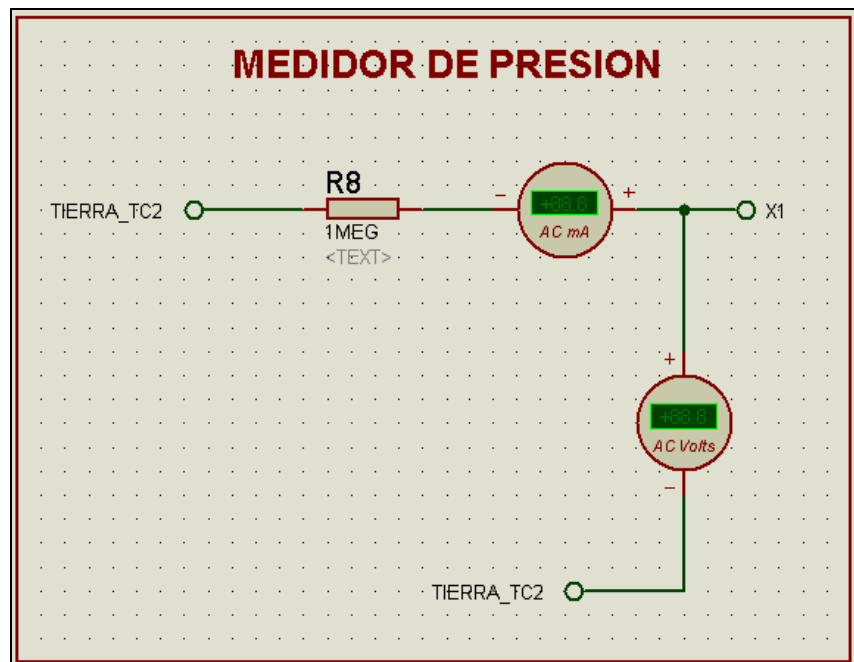 MEDIDOR DE PRESION
R8
TIERRA_TC2
1MEG
<TEXT>
-
+88.8
AC mA
+
X1
+
+88.8
AC Volts
-
TIERRA_TC2